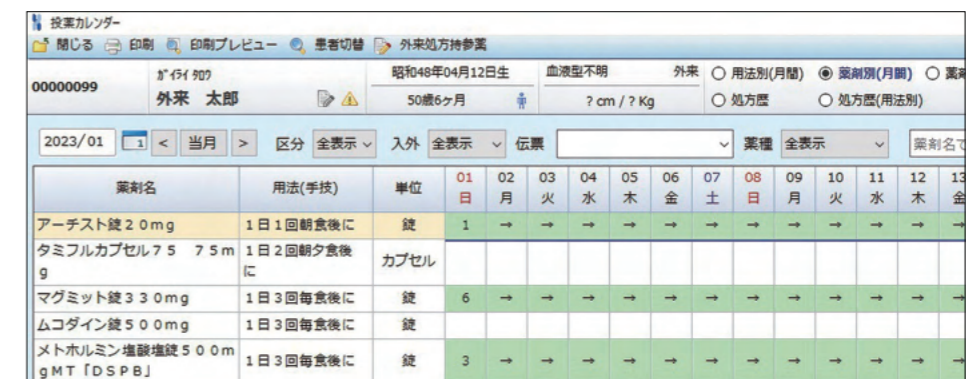 投薬カレンダー
閉じる 印刷 印刷プレビュー 患者切替 外来処方持参薬
00000099 ｶﾞｲﾗｲ ﾀﾛｳ 昭和48年04月12日生 血液型不明 外来 用法別(月間) 薬剤別(月間)
外来 太郎 50歳6ヶ月 ? cm / ? Kg 処方歴 処方歴(用法別)
2023/01 1 < 当月 > 区分 全表示 入外 全表示 伝票 薬種 全表示 薬剤名で
薬剤名 用法(手技) 単位 01 02 03 04 05 06 07 08 09 10 11 12 13
日 月 火 水 木 金 土 日 月 火 水 木 金
アーチスト錠20mg 1日1回朝食後に 錠 1 → → → → → → → → → → → →
タミフルカプセル75 75m 1日2回朝夕食後 カプセル
g に
マグミット錠330mg 1日3回毎食後に 錠 6 → → → → → → → → → → → →
ムコダイン錠500mg 1日3回毎食後に 錠
メトホルミン塩酸塩錠500m 1日3回毎食後に 錠 3 → → → → → → → → → → → →
gMT「DSPB」